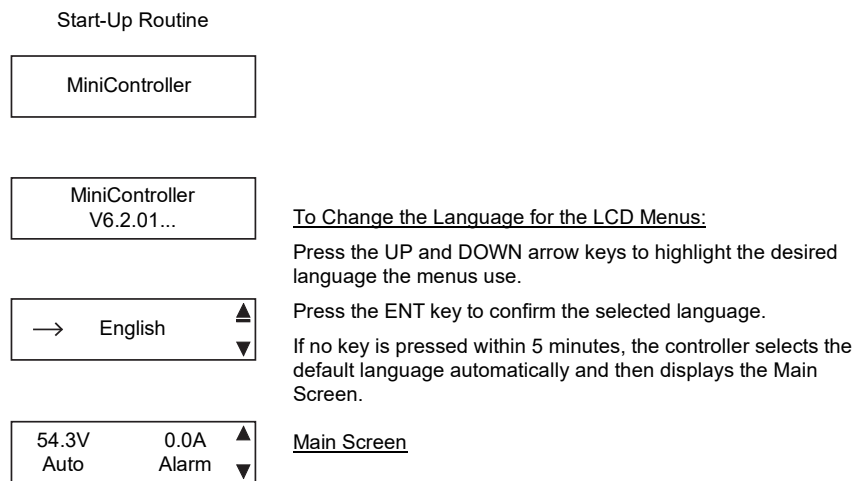 Start-Up Routine
MiniController
MiniController
V6.2.01...
To Change the Language for the LCD Menus:
Press the UP and DOWN arrow keys to highlight the desired
language the menus use.
Press the ENT key to confirm the selected language.
If no key is pressed within 5 minutes, the controller selects the
default language automatically and then displays the Main
Screen.
→ English
54.3V 0.0A
Auto Alarm
Main Screen